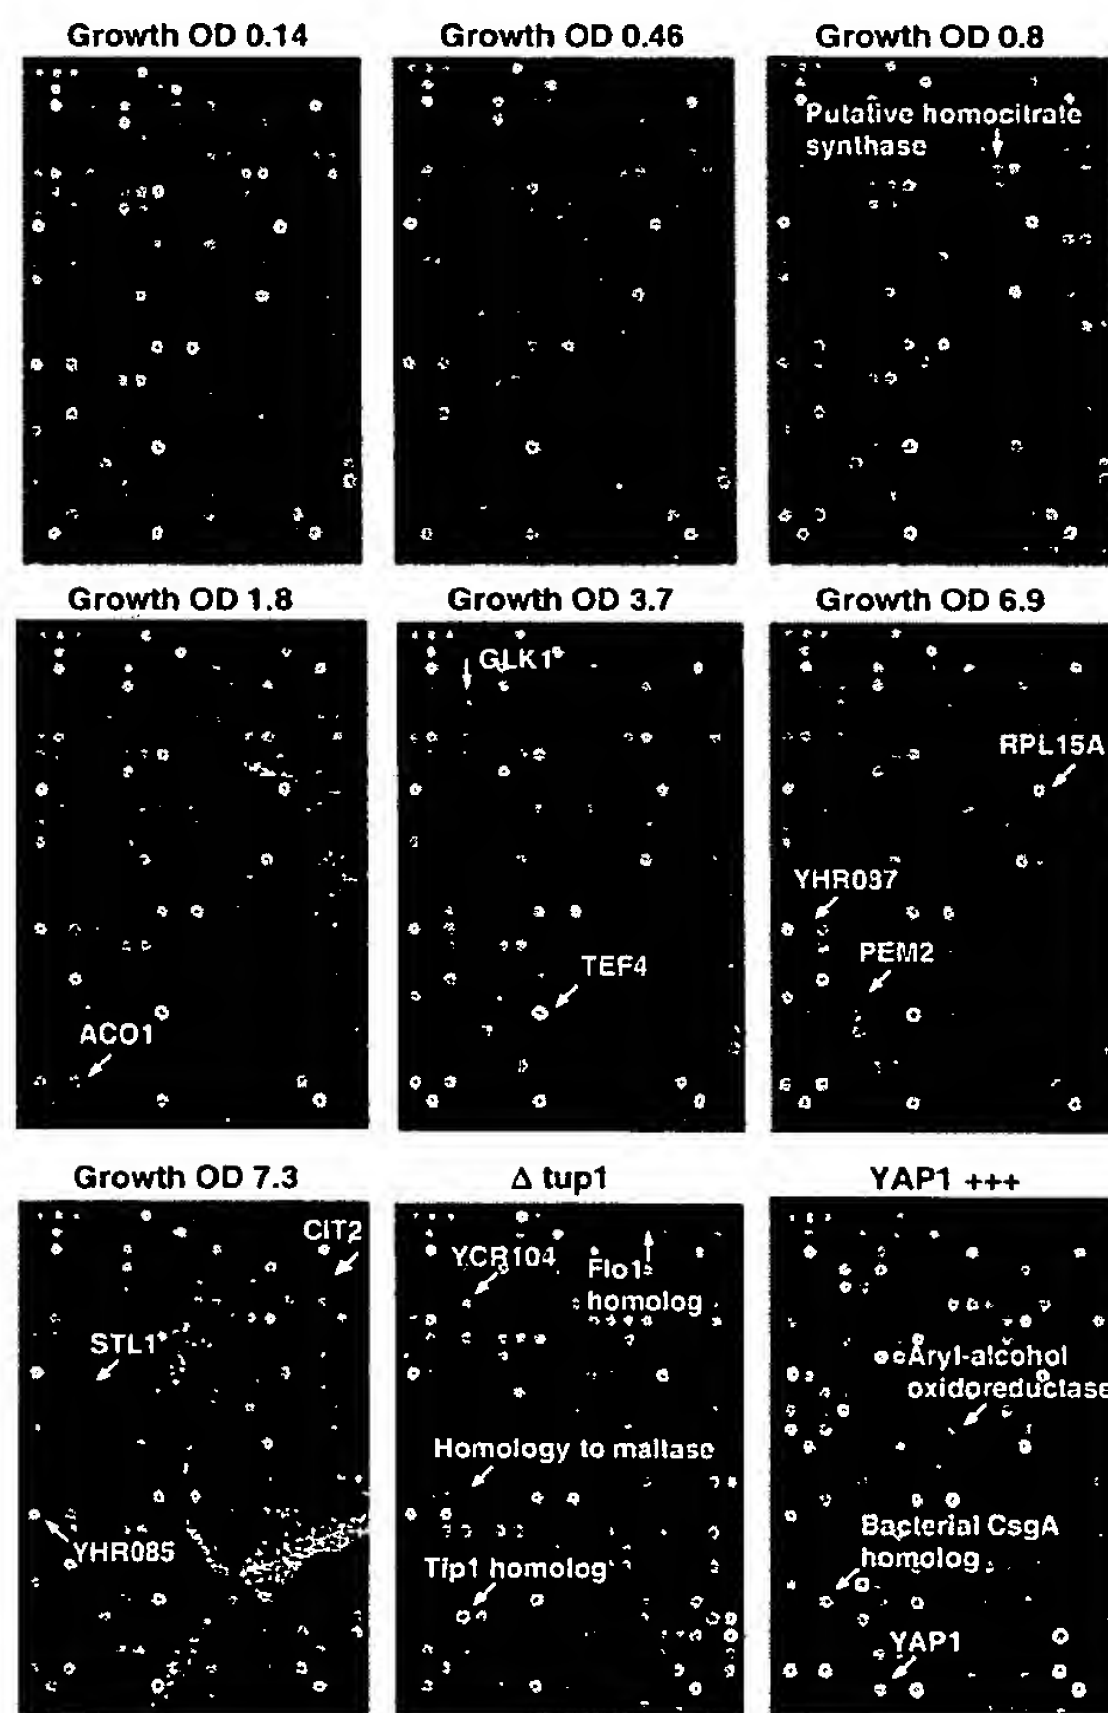 Growth OD 0.14
Growth OD 0.46
Growth OD 0.8
Putative homocitrate
synthase
Growth OD 1.8
Growth OD 3.7
Growth OD 6.9
GLK1
RPL15A
YHR087
PEM2
TEF4
ACO1
Growth OD 7.3
Δ tup1
YAP1 +++
CIT2
YCR104
Flo1
homolog
STL1
Aryl-alcohol
oxidoreductase
Homology to maltase
Bacterial CsgA
homolog
YHR085
Tip1 homolog
YAP1